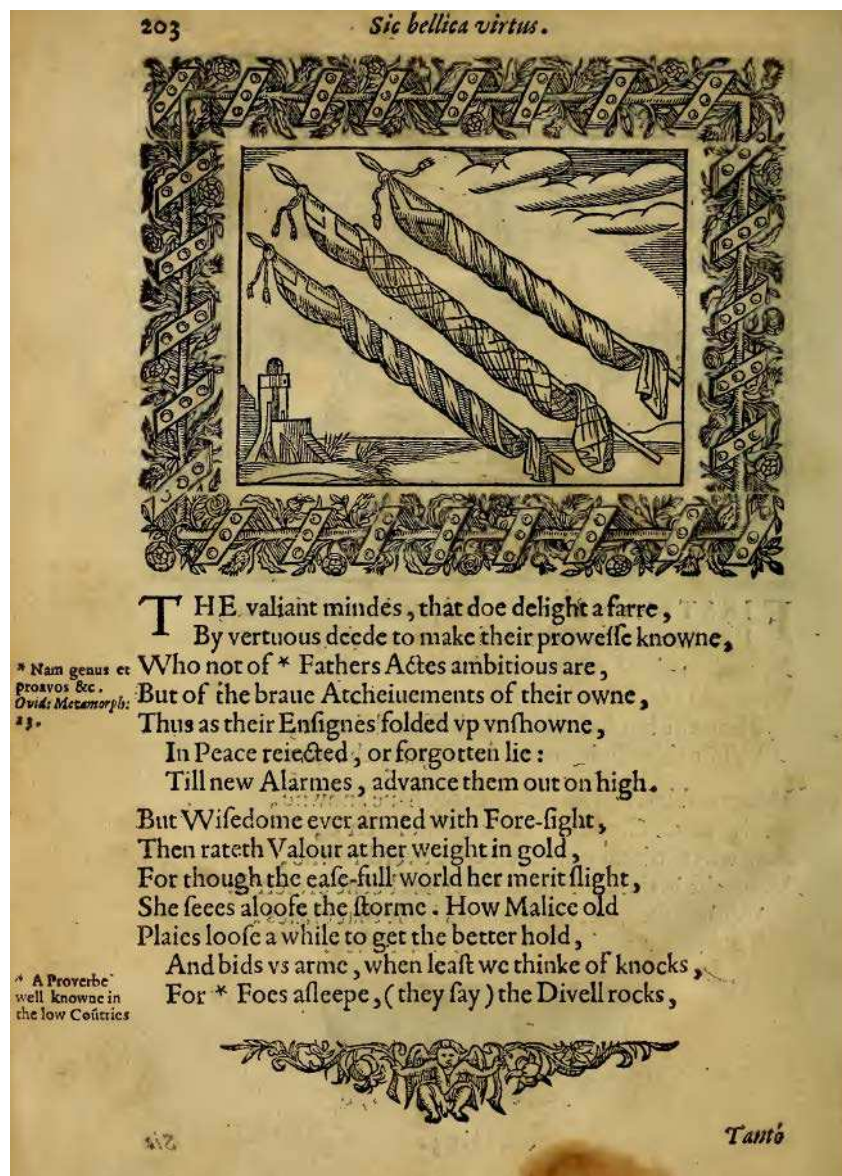 203 Sic bellica virtus.
THE valiant mindes, that doe delight a farre,
By vertuous deede to make their prowesse knowne,
* Nam genus et
proavos &c.
Ovid: Metamorph:
13.
Who not of * Fathers Actes ambitious are,
But of the braue Atcheiuements of their owne,
Thus as their Ensignes folded vp vnshowne,
In Peace reiected, or forgotten lie:
Till new Alarmes, advance them out on high.
But Wisedome ever armed with Fore-sight,
Then rateth Valour at her weight in gold,
For though the ease-full world her merit slight,
She seees aloofe the storme. How Malice old
Plaies loose a while to get the better hold,
And bids vs arme, when least we thinke of knocks,
* A Proverbe
well knowne in
the low Coũtries
For * Foes asleepe, (they say) the Divell rocks,
Tantó